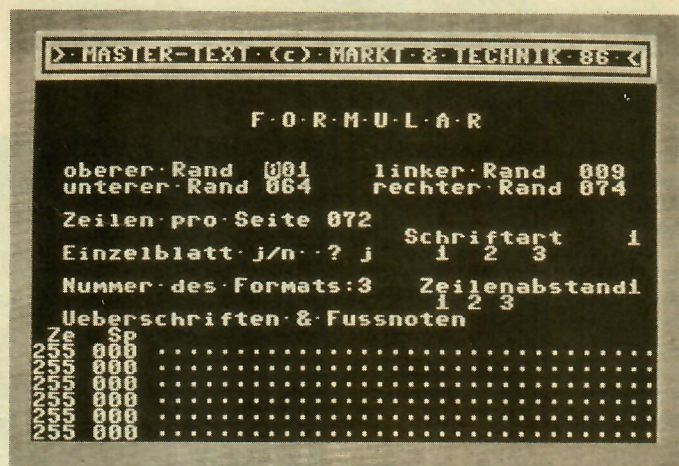 > MASTER-TEXT (c) MARKT & TECHNIK 86 <
F·O·R·M·U·L·A·R
oberer·Rand 001 linker·Rand 009
unterer·Rand 064 rechter·Rand 074
Zeilen·pro·Seite 072
Schriftart 1
Einzelblatt·j/n··? j 1 2 3
Nummer·des·Formats:3 Zeilenabstand1
1 2 3
Ueberschriften·&·Fussnoten
Ze Sp
255 000 ..............................
255 000 ..............................
255 000 ..............................
255 000 ..............................
255 000 ..............................
255 000 ..............................